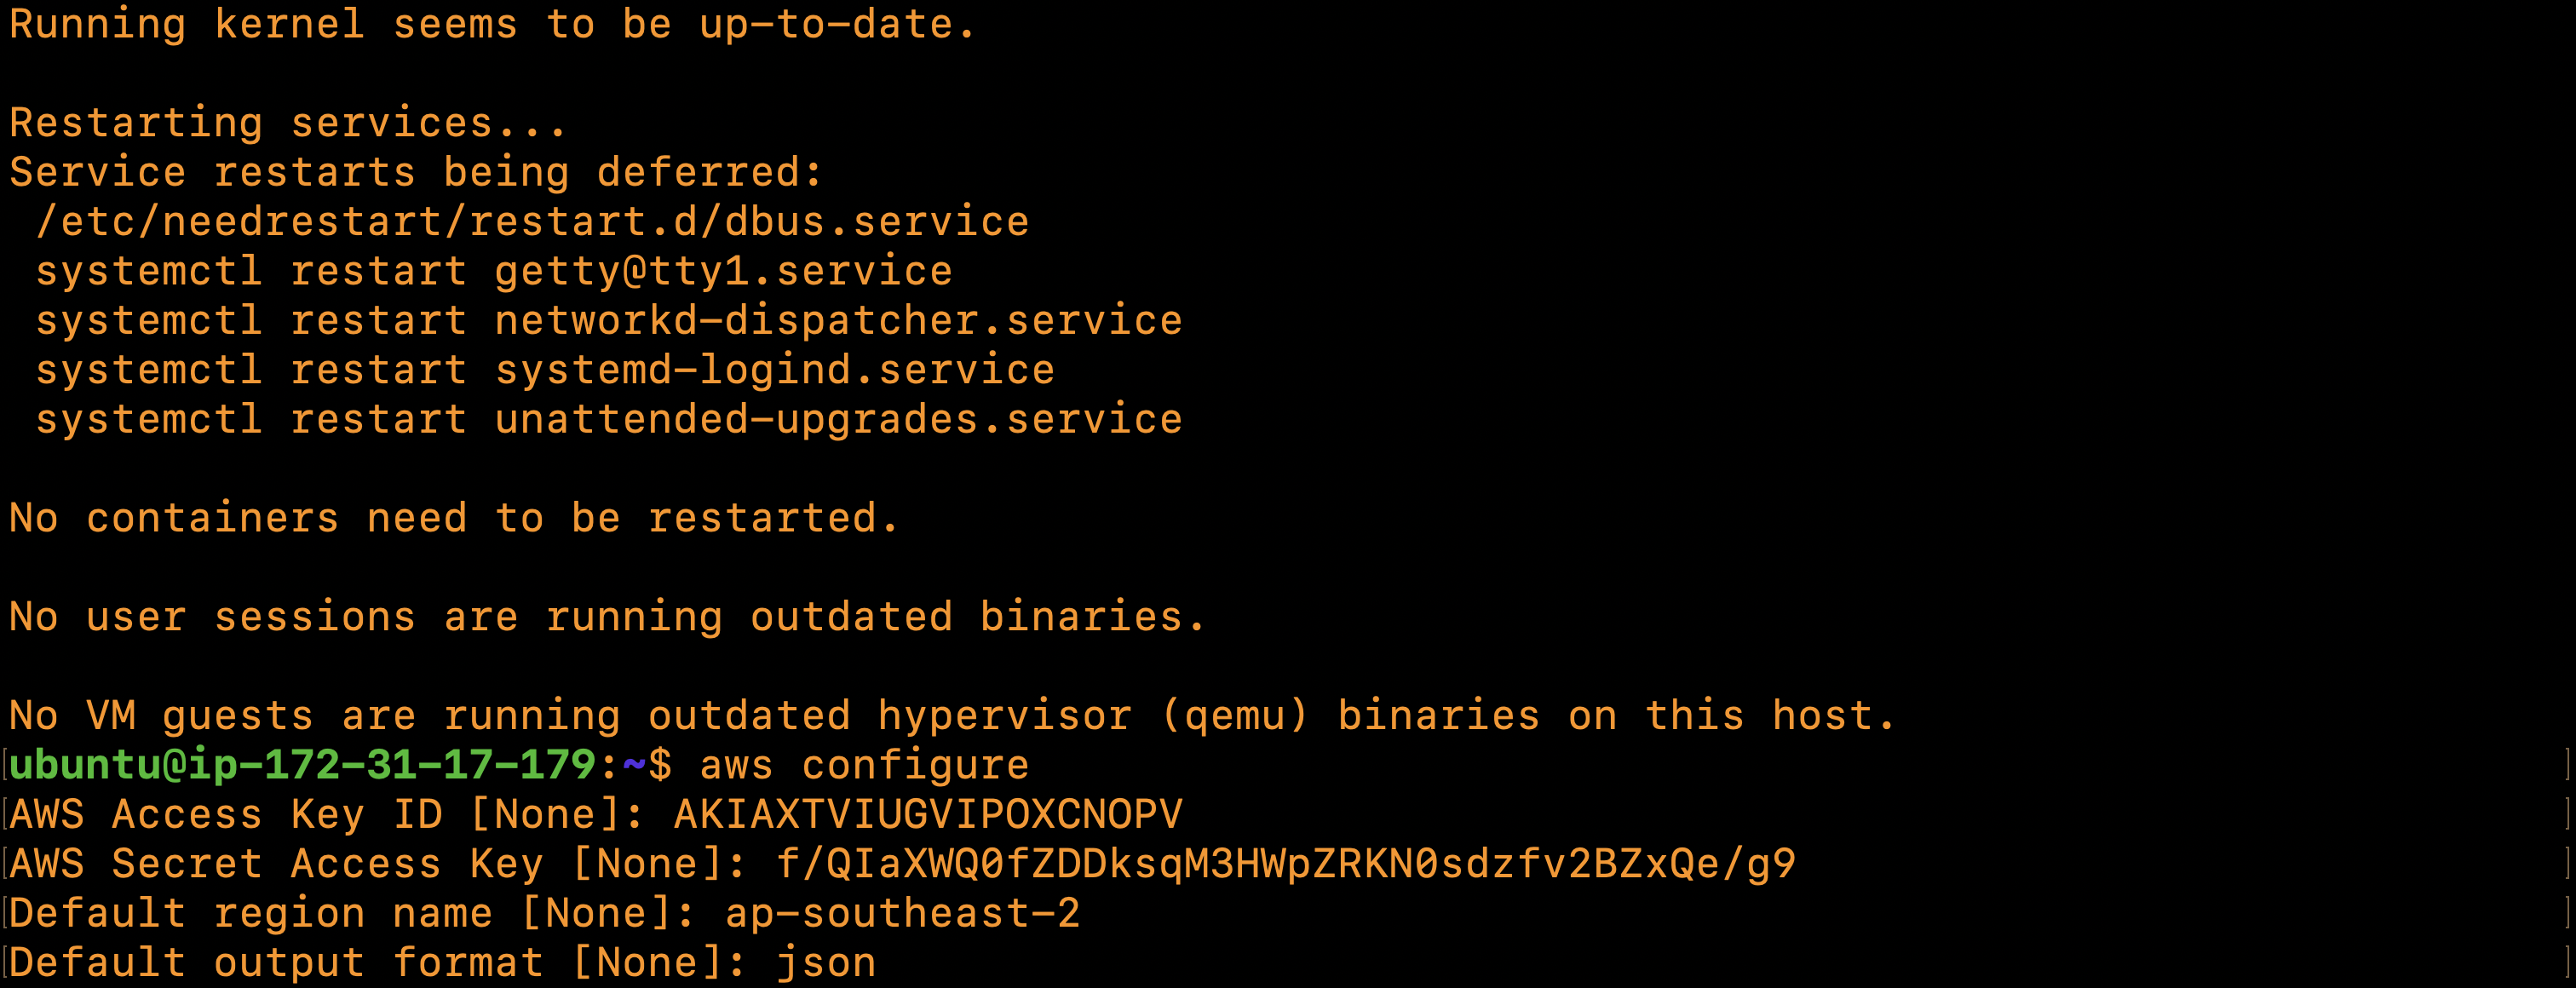 Running kernel seems to be up-to-date.
Restarting services...
Service restarts being deferred:
/etc/needrestart/restart.d/dbus.service
systemctl restart getty@tty1.service
systemctl restart networkd-dispatcher.service
systemctl restart systemd-logind.service
systemctl restart unattended-upgrades.service
No containers need to be restarted.
No user sessions are running outdated binaries.
No VM guests are running outdated hypervisor (qemu) binaries on this host.
ubuntu@ip-172-31-17-179:~$ aws configure
AWS Access Key ID [None]: AKIAXTVIUGVIPOXCNOPV
AWS Secret Access Key [None]: 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
Default region name [None]: ap-southeast-2
Default output format [None]: json